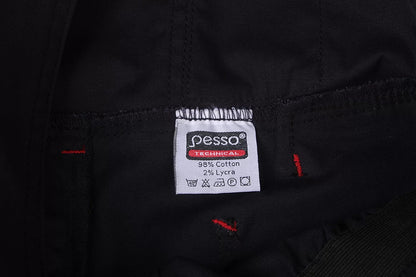 pesso
TECHNICAL
98% Cotton
2% Lycra